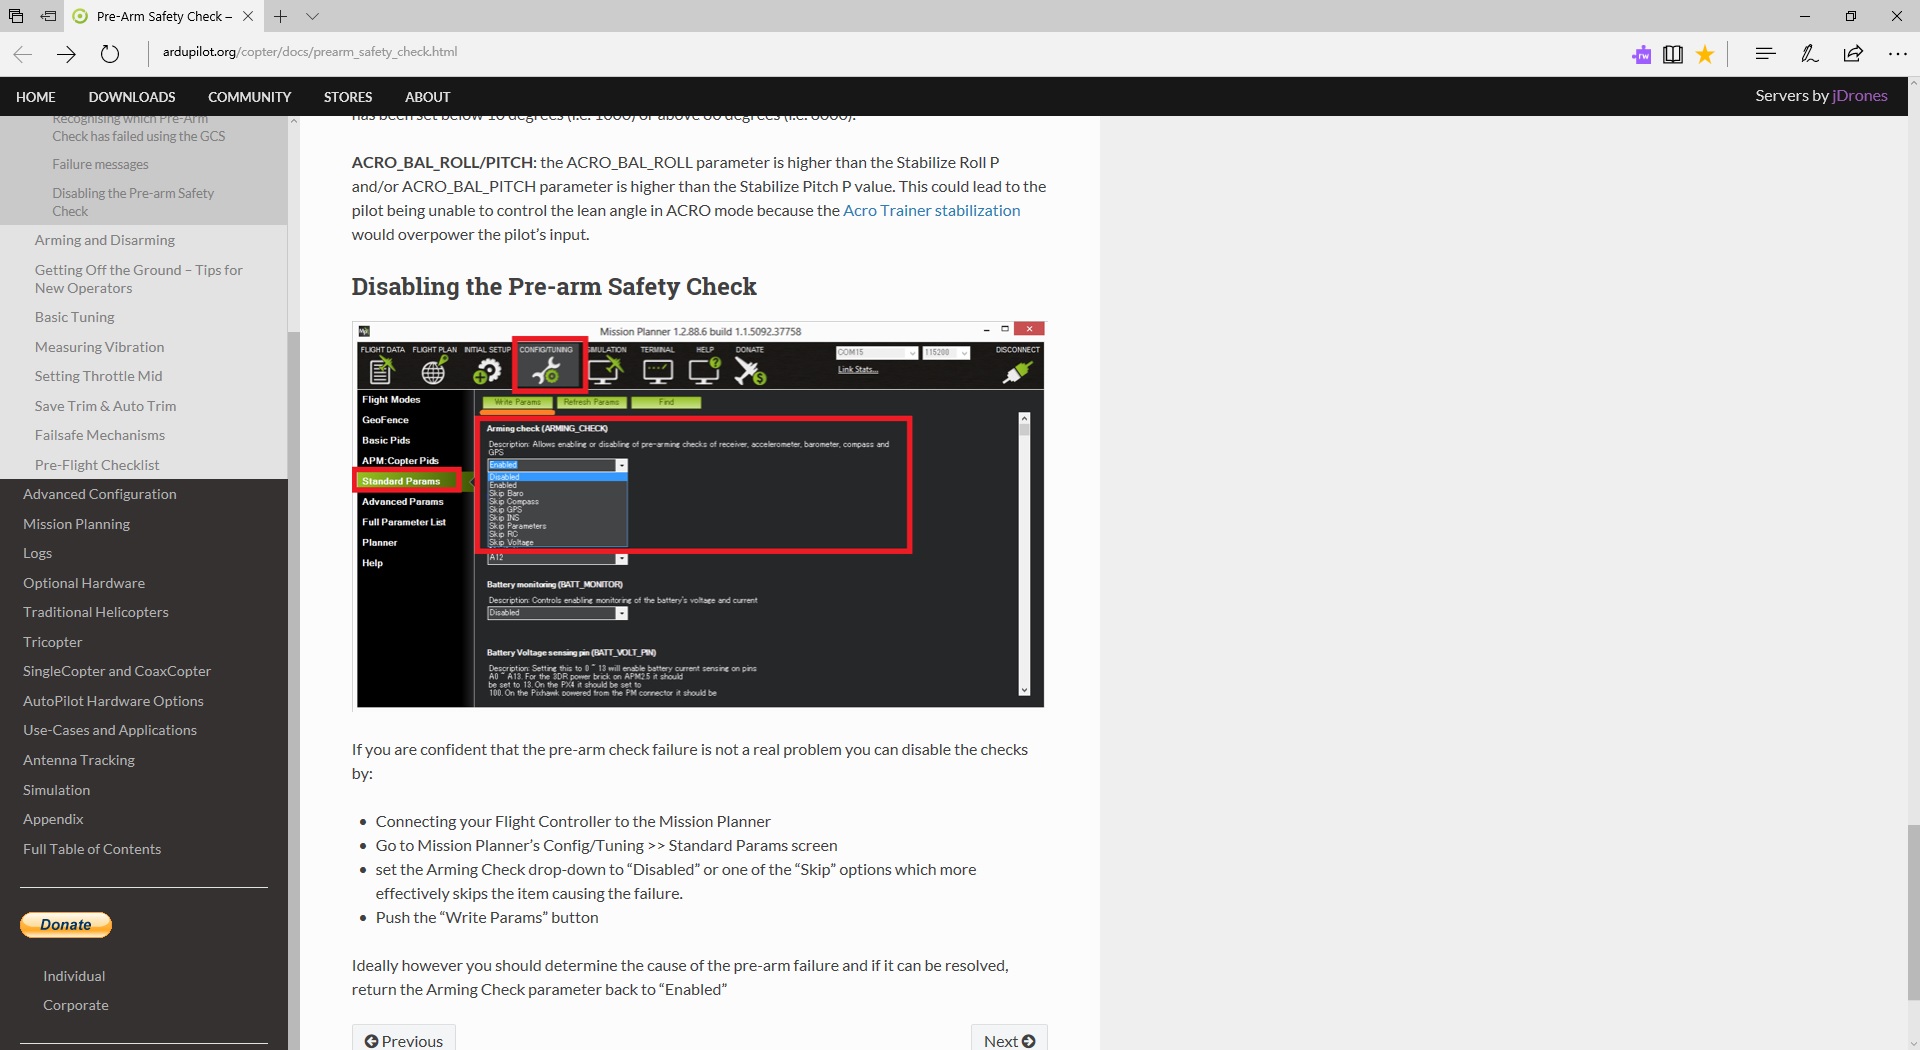 Pre-Arm Safety Check –
ardupilot.org/copter/docs/prearm_safety_check.html
rw
HOME DOWNLOADS COMMUNITY STORES ABOUT
Servers by jDrones
Recognising which Pre-Arm
Check has failed using the GCS
Failure messages
Disabling the Pre-arm Safety
Check
Arming and Disarming
Getting Off the Ground – Tips for
New Operators
Basic Tuning
Measuring Vibration
Setting Throttle Mid
Save Trim & Auto Trim
Failsafe Mechanisms
Pre-Flight Checklist
Advanced Configuration
Mission Planning
Logs
Optional Hardware
Traditional Helicopters
Tricopter
SingleCopter and CoaxCopter
AutoPilot Hardware Options
Use-Cases and Applications
Antenna Tracking
Simulation
Appendix
Full Table of Contents
Donate
Individual
Corporate
has been set below 10 degrees (i.e. 1000) or above 80 degrees (i.e. 8000).
ACRO_BAL_ROLL/PITCH: the ACRO_BAL_ROLL parameter is higher than the Stabilize Roll P
and/or ACRO_BAL_PITCH parameter is higher than the Stabilize Pitch P value. This could lead to the
pilot being unable to control the lean angle in ACRO mode because the Acro Trainer stabilization
would overpower the pilot’s input.
Disabling the Pre-arm Safety Check
Mission Planner 1.2.88.6 build 1.1.5092.37758
FLIGHT DATA FLIGHT PLAN INITIAL SETUP CONFIG/TUNING SIMULATION TERMINAL HELP DONATE
COM15 115200 DISCONNECT
Link Stats...
Flight Modes
GeoFence
Basic Pids
APM:Copter Pids
Standard Params
Advanced Params
Full Parameter List
Planner
Help
Write Params Refresh Params Find
Arming check (ARMING_CHECK)
Description: Allows enabling or disabling of pre-arming checks of receiver, accelerometer, barometer, compass and
GPS
Enabled
Disabled
Enabled
Skip Baro
Skip Compass
Skip GPS
Skip INS
Skip Parameters
Skip RC
Skip Voltage
A12
Battery monitoring (BATT_MONITOR)
Description: Controls enabling monitoring of the battery's voltage and current
Disabled
Battery Voltage sensing pin (BATT_VOLT_PIN)
Description: Setting this to 0 ~ 13 will enable battery current sensing on pins
A0 ~ A13. For the 3DR power brick on APM2.5 it should
be set to 13. On the PX4 it should be set to
100. On the Pixhawk powered from the PM connector it should be
If you are confident that the pre-arm check failure is not a real problem you can disable the checks
by:
• Connecting your Flight Controller to the Mission Planner
• Go to Mission Planner’s Config/Tuning >> Standard Params screen
• set the Arming Check drop-down to “Disabled” or one of the “Skip” options which more
effectively skips the item causing the failure.
• Push the “Write Params” button
Ideally however you should determine the cause of the pre-arm failure and if it can be resolved,
return the Arming Check parameter back to “Enabled”
Previous
Next